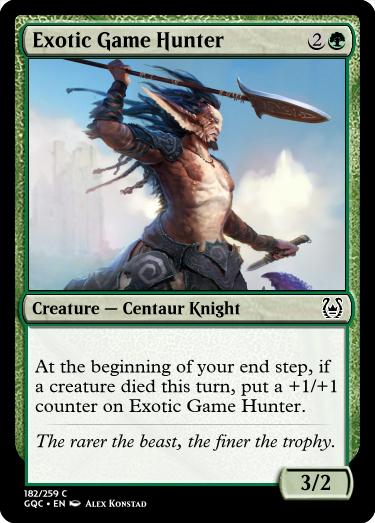 Exotic Game Hunter 2
Creature — Centaur Knight
At the beginning of your end step, if
a creature died this turn, put a +1/+1
counter on Exotic Game Hunter.
The rarer the beast, the finer the trophy.
3/2
182/259 C
GQC • EN Alex Konstad